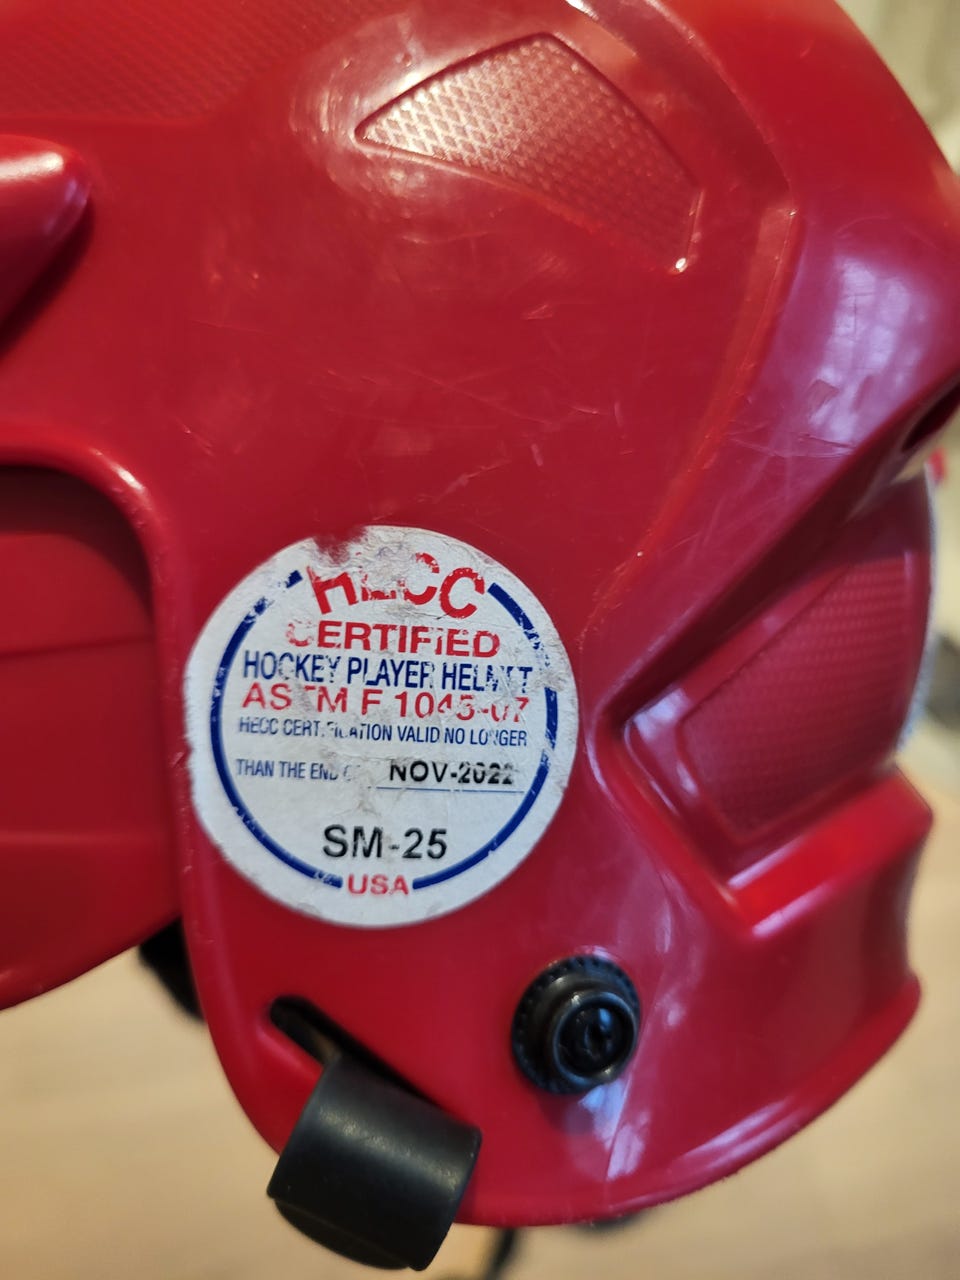 HECC
CERTIFIED
HOCKEY PLAYER HELMET
ASTM F 1045-07
HECC CERTIFICATION VALID NO LONGER
THAN THE END OF NOV-2022
SM-25
USA